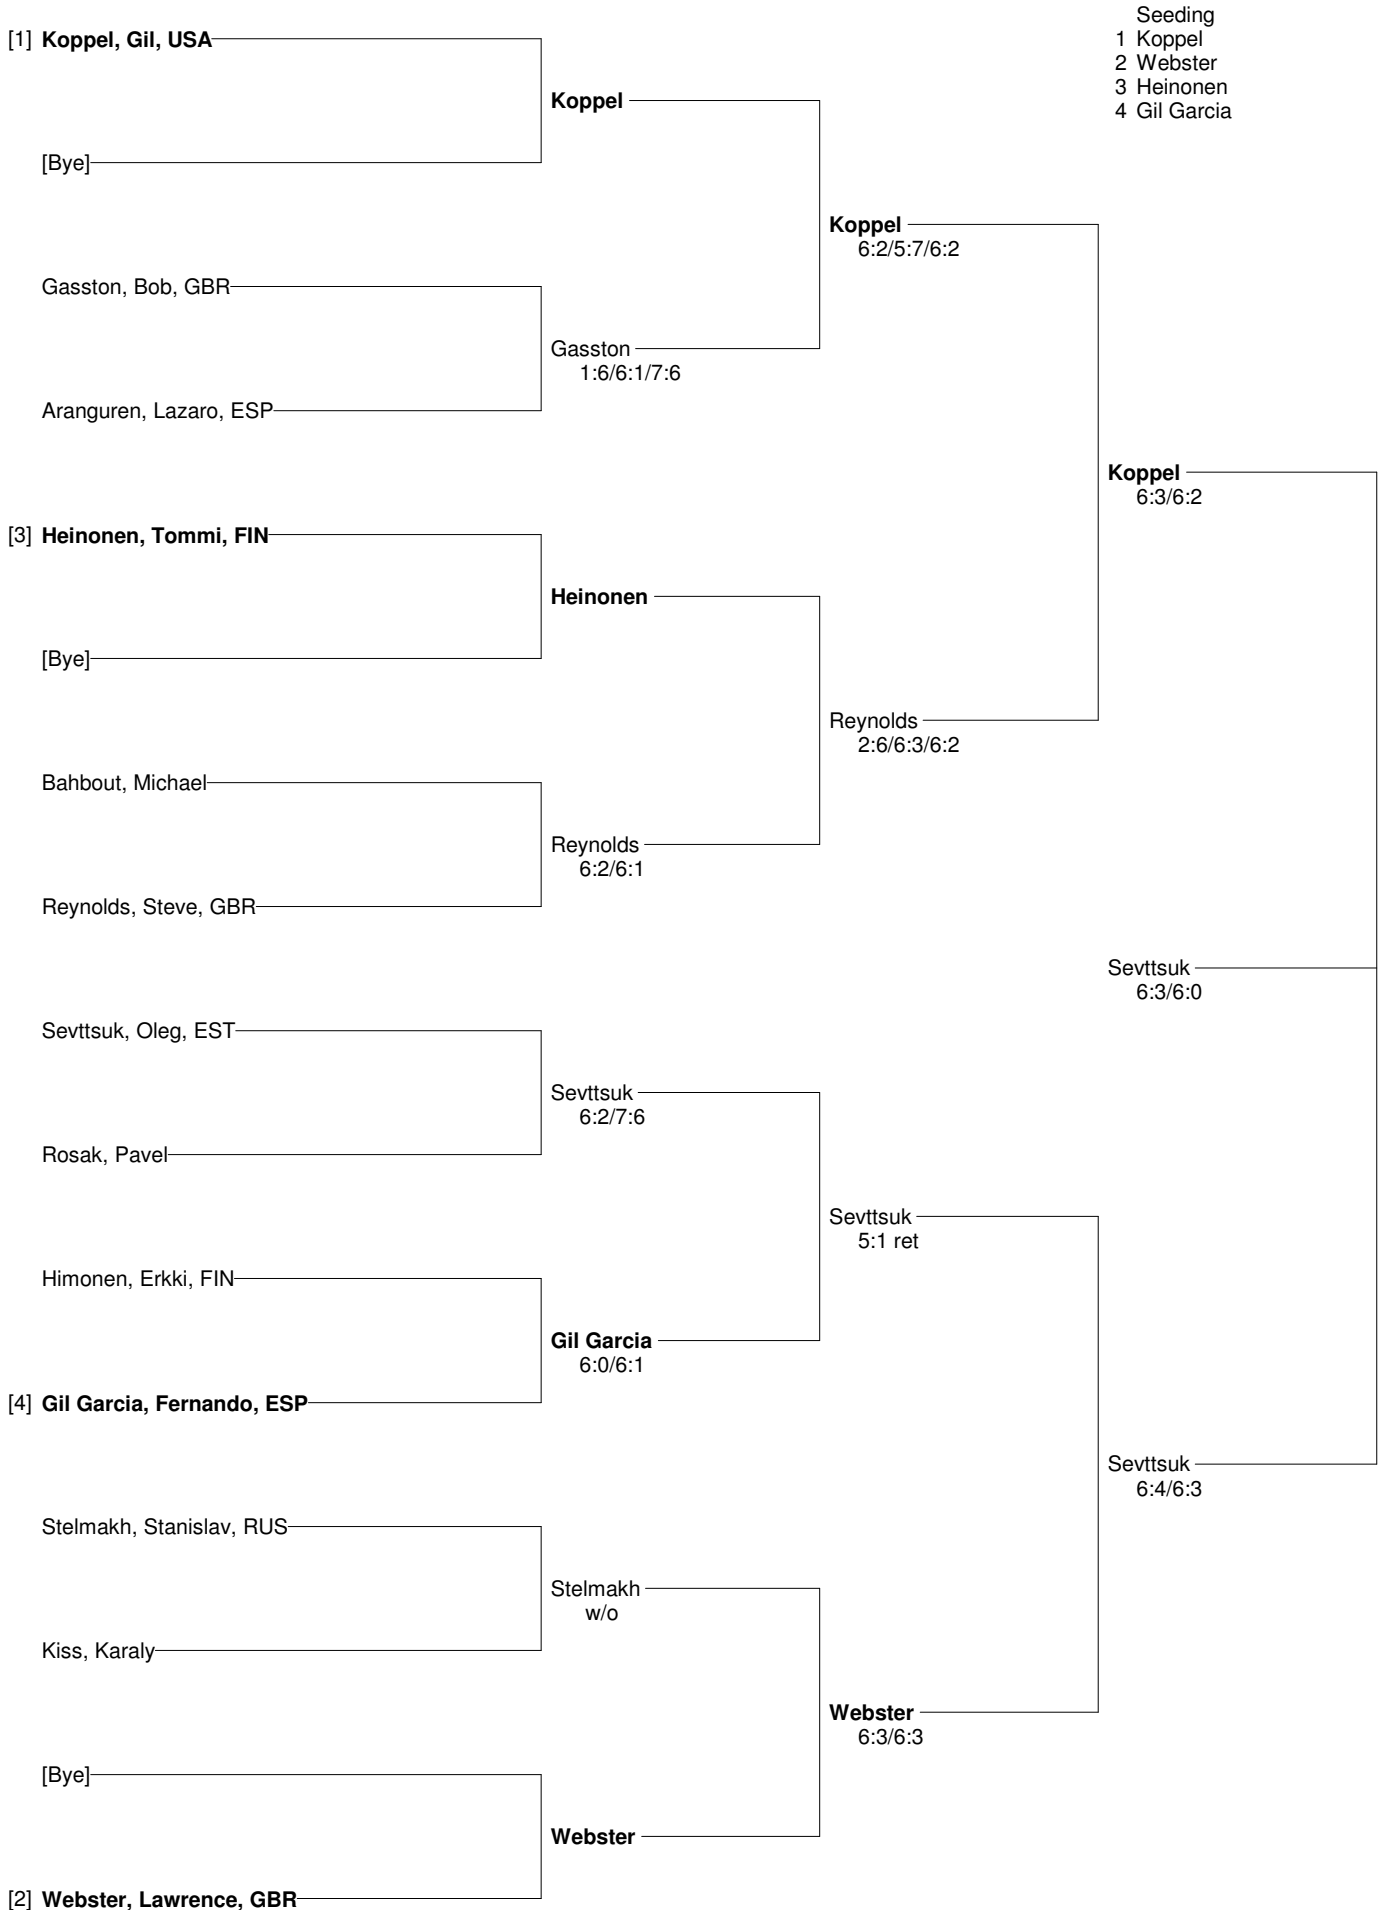 Seeding
1 Koppel
2 Webster
3 Heinonen
4 Gil Garcia
[1] Koppel, Gil, USA
Koppel
[Bye]
Koppel
6:2/5:7/6:2
Gasston, Bob, GBR
Gasston
1:6/6:1/7:6
Aranguren, Lazaro, ESP
Koppel
6:3/6:2
[3] Heinonen, Tommi, FIN
Heinonen
[Bye]
Reynolds
2:6/6:3/6:2
Bahbout, Michael
Reynolds
6:2/6:1
Reynolds, Steve, GBR
Sevttsuk
6:3/6:0
Sevttsuk, Oleg, EST
Sevttsuk
6:2/7:6
Rosak, Pavel
Sevttsuk
5:1 ret
Himonen, Erkki, FIN
Gil Garcia
6:0/6:1
[4] Gil Garcia, Fernando, ESP
Sevttsuk
6:4/6:3
Stelmakh, Stanislav, RUS
Stelmakh
w/o
Kiss, Karaly
Webster
6:3/6:3
[Bye]
Webster
[2] Webster, Lawrence, GBR